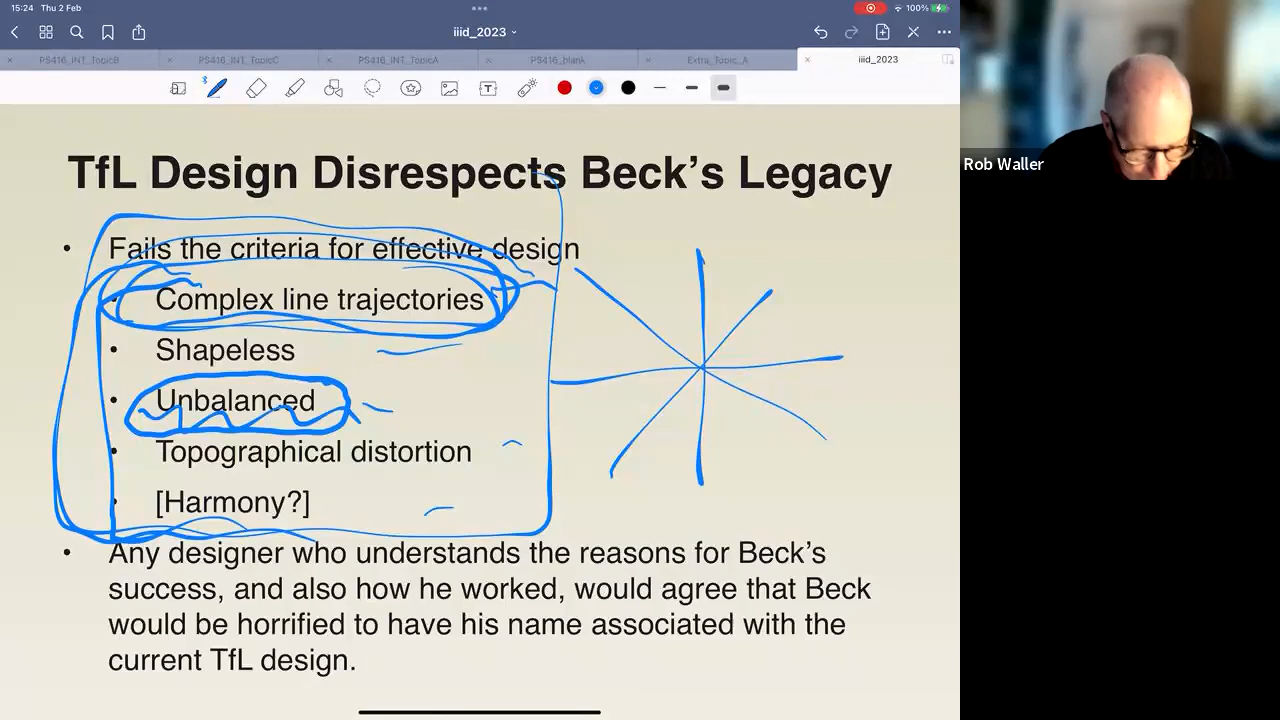 15:24 Thu 2 Feb
100%
iiid_2023
PS416_INT_TopicB
PS416_INT_TopicC
PS416_INT_TopicA
PS416_blank
Extra_Topic_A
iiid_2023
TfL Design Disrespects Beck’s Legacy
• Fails the criteria for effective design
• Complex line trajectories
• Shapeless
• Unbalanced
• Topographical distortion
• [Harmony?]
• Any designer who understands the reasons for Beck’s
success, and also how he worked, would agree that Beck
would be horrified to have his name associated with the
current TfL design.
Rob Waller